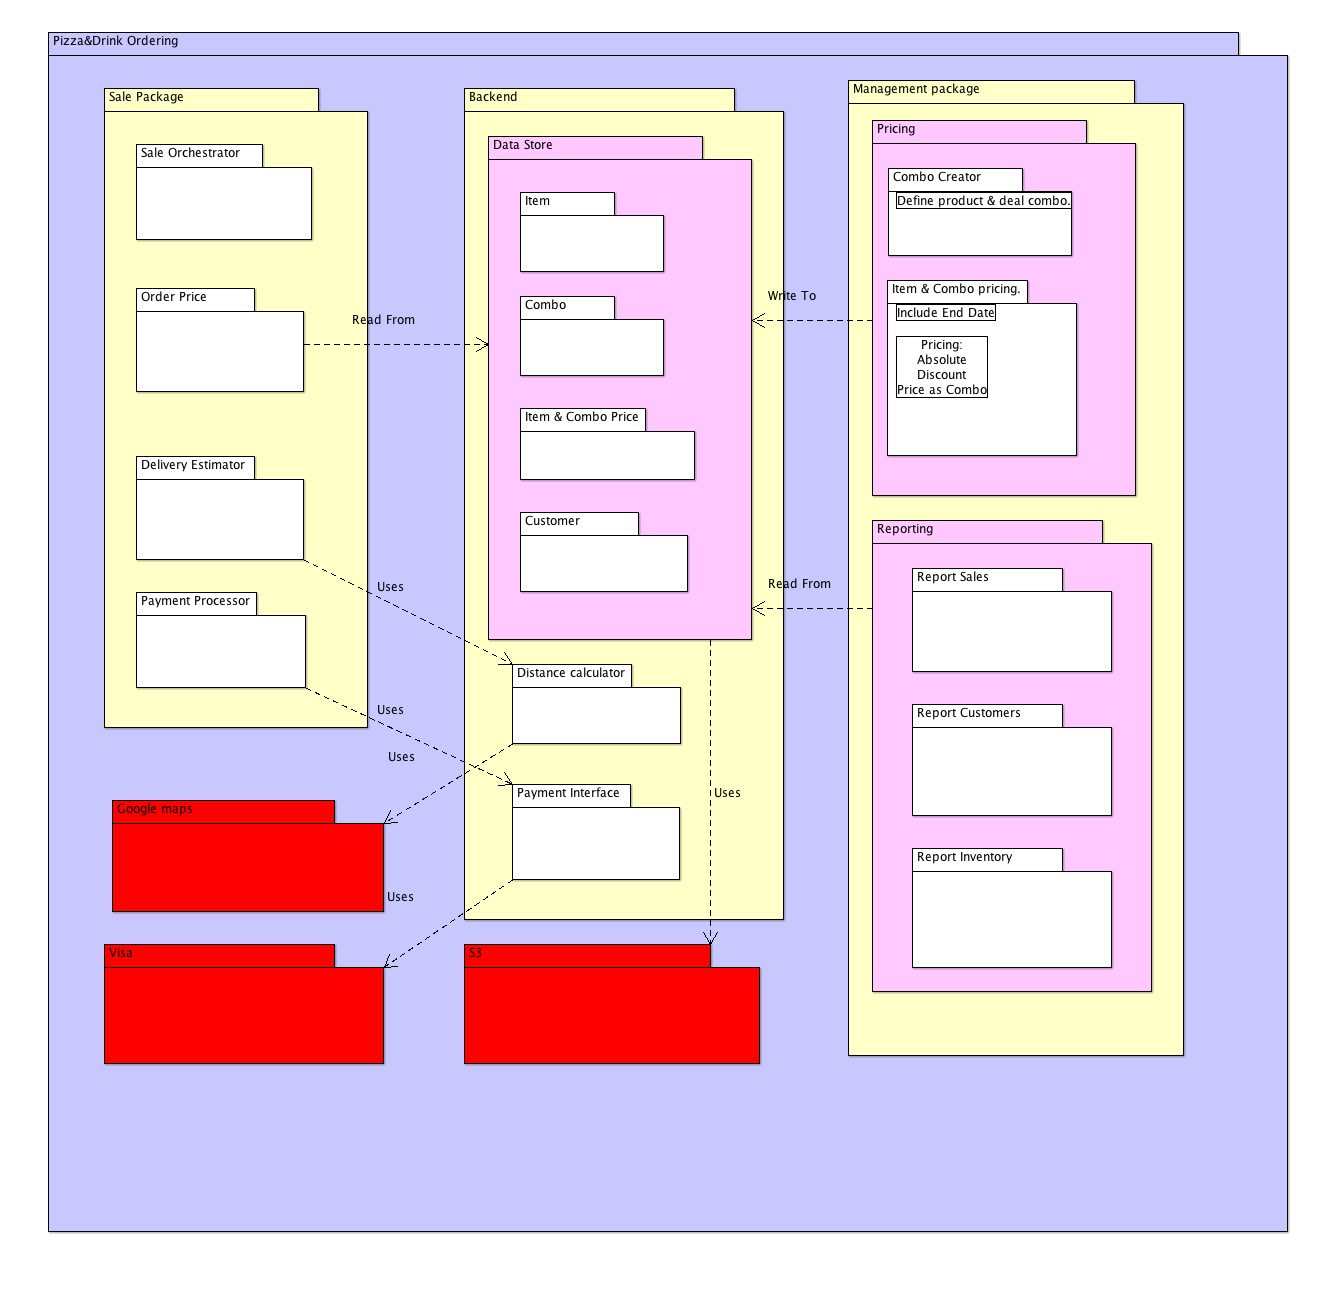 Pizza&Drink Ordering
Sale Package
Sale Orchestrator
Order Price
Read From
Delivery Estimator
Uses
Payment Processor
Uses
Uses
Google maps
Uses
Visa
Backend
Data Store
Item
Combo
Item & Combo Price
Customer
Distance calculator
Payment Interface
Uses
S3
Write To
Read From
Management package
Pricing
Combo Creator
Define product & deal combo.
Item & Combo pricing.
Include End Date
Pricing:
Absolute
Discount
Price as Combo
Reporting
Report Sales
Report Customers
Report Inventory